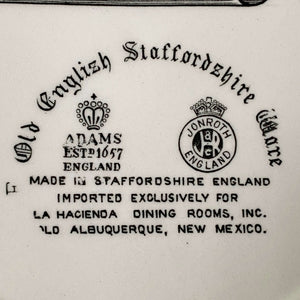 Old English Staffordshire Ware
ADAMS
ESTD 1657
ENGLAND
JONROTH
J&R
ENGLAND
MADE IN STAFFORDSHIRE ENGLAND
IMPORTED EXCLUSIVELY FOR
LA HACIENDA DINING ROOMS, INC.
LD ALBUQUERQUE, NEW MEXICO.